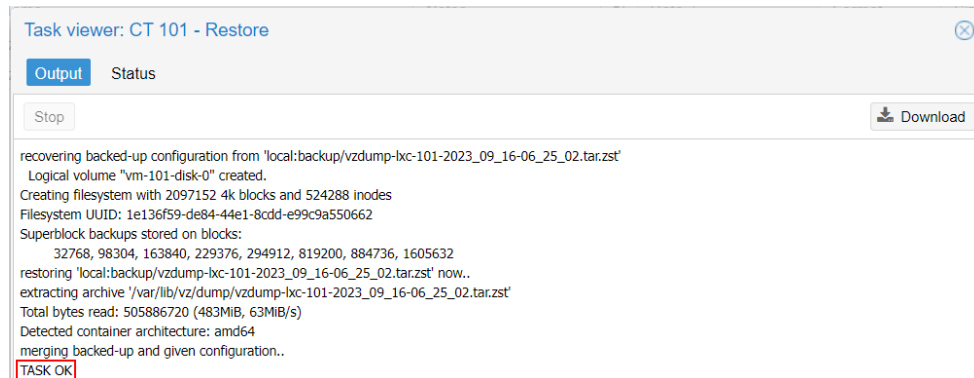 Task viewer: CT 101 - Restore
Output Status
Stop Download
recovering backed-up configuration from 'local:backup/vzdump-lxc-101-2023_09_16-06_25_02.tar.zst'
Logical volume "vm-101-disk-0" created.
Creating filesystem with 2097152 4k blocks and 524288 inodes
Filesystem UUID: 1e136f59-de84-44e1-8cdd-e99c9a550662
Superblock backups stored on blocks:
32768, 98304, 163840, 229376, 294912, 819200, 884736, 1605632
restoring 'local:backup/vzdump-lxc-101-2023_09_16-06_25_02.tar.zst' now..
extracting archive '/var/lib/vz/dump/vzdump-lxc-101-2023_09_16-06_25_02.tar.zst'
Total bytes read: 505886720 (483MiB, 63MiB/s)
Detected container architecture: amd64
merging backed-up and given configuration..
TASK OK